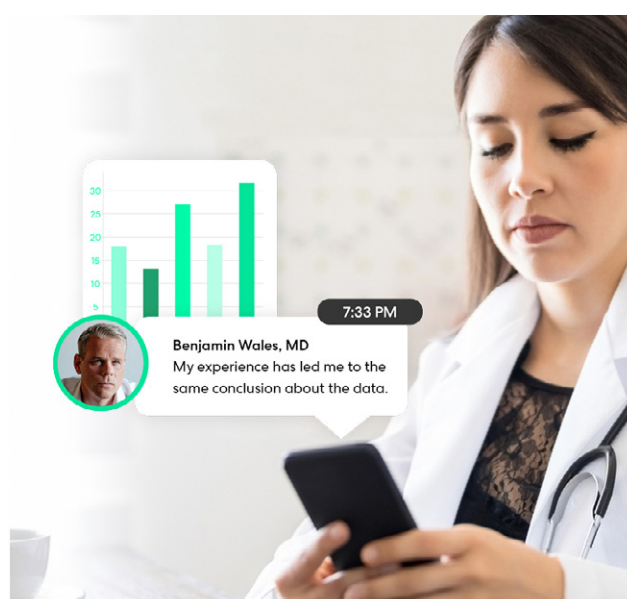 30
25
20
15
10
5
7:33 PM
Benjamin Wales, MD
My experience has led me to the
same conclusion about the data.